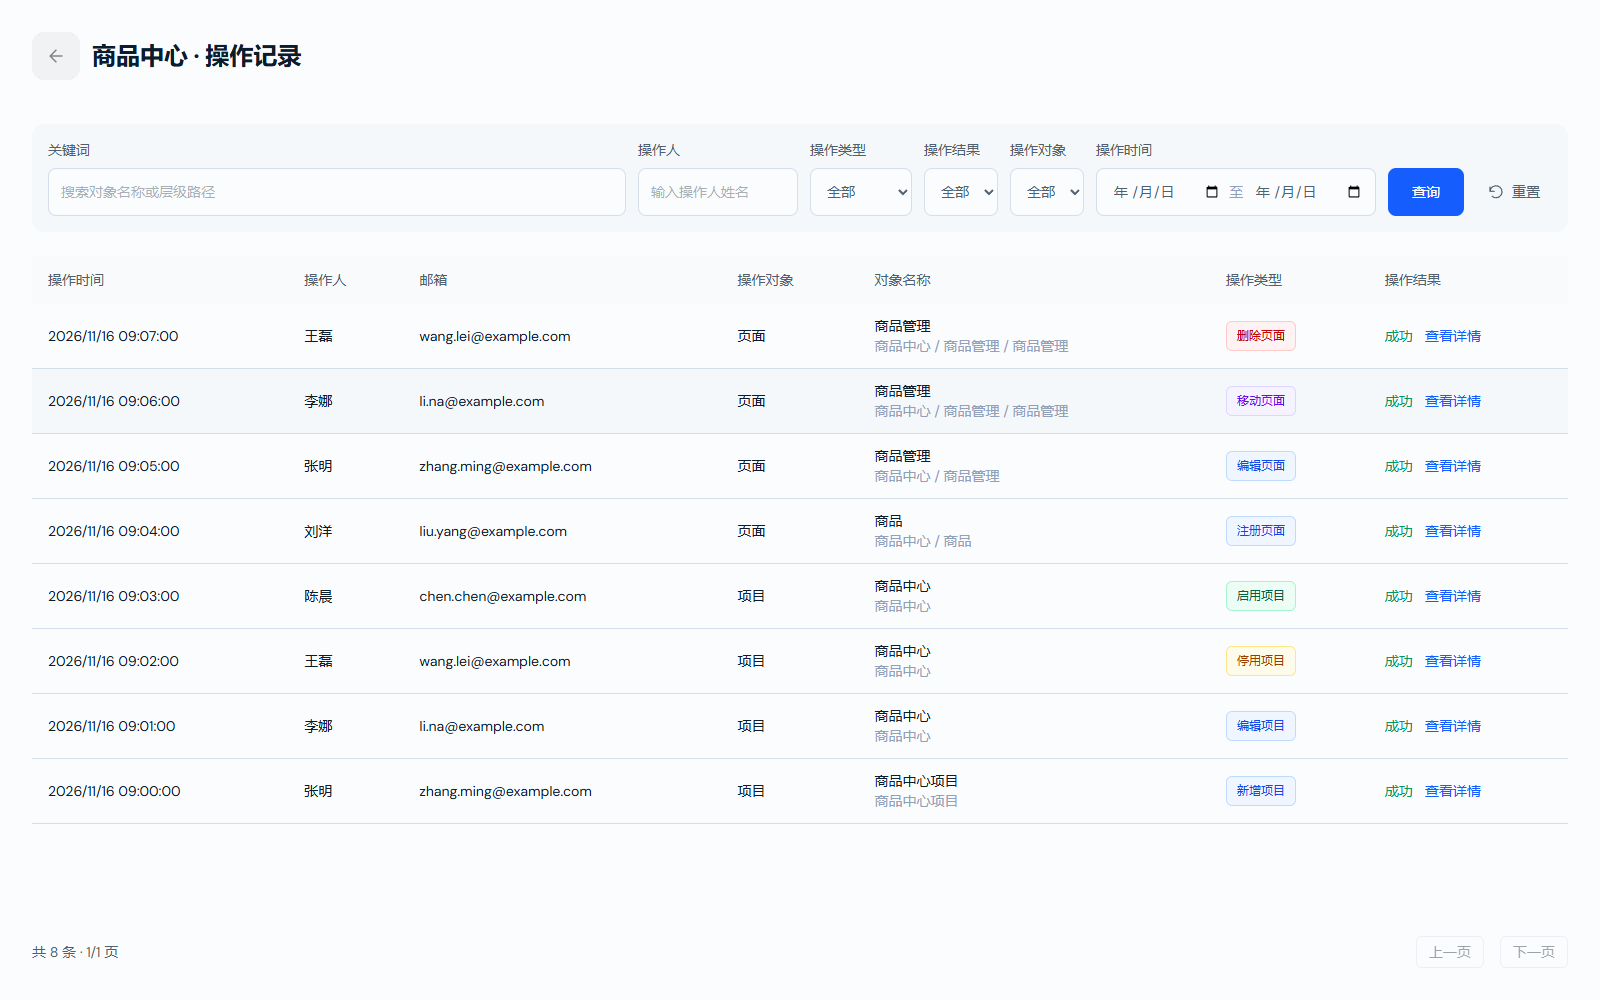 商品中心 · 操作记录
关键词 操作人 操作类型 操作结果 操作对象 操作时间
搜索对象名称或层级路径 输入操作人姓名 全部 全部 全部 年 /月/日 至 年 /月/日 查询 重置
操作时间 操作人 邮箱 操作对象 对象名称 操作类型 操作结果
2026/11/16 09:07:00 王磊 wang.lei@example.com 页面 商品管理 删除页面 成功 查看详情
商品中心 / 商品管理 / 商品管理
2026/11/16 09:06:00 李娜 li.na@example.com 页面 商品管理 移动页面 成功 查看详情
商品中心 / 商品管理 / 商品管理
2026/11/16 09:05:00 张明 zhang.ming@example.com 页面 商品管理 编辑页面 成功 查看详情
商品中心 / 商品管理
2026/11/16 09:04:00 刘洋 liu.yang@example.com 页面 商品 注册页面 成功 查看详情
商品中心 / 商品
2026/11/16 09:03:00 陈晨 chen.chen@example.com 项目 商品中心 启用项目 成功 查看详情
商品中心
2026/11/16 09:02:00 王磊 wang.lei@example.com 项目 商品中心 停用项目 成功 查看详情
商品中心
2026/11/16 09:01:00 李娜 li.na@example.com 项目 商品中心 编辑项目 成功 查看详情
商品中心
2026/11/16 09:00:00 张明 zhang.ming@example.com 项目 商品中心项目 新增项目 成功 查看详情
商品中心项目
共 8 条 · 1/1 页 上一页 下一页